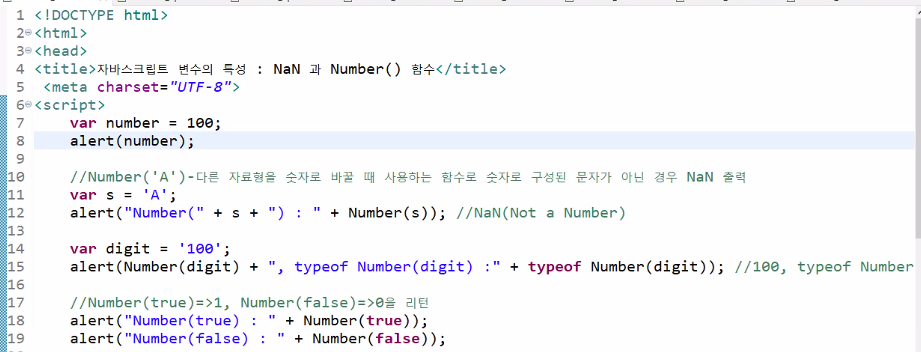 1 <!DOCTYPE html>
2 <html>
3 <head>
4 <title>자바스크립트 변수의 특성 : NaN 과 Number() 함수</title>
5 <meta charset="UTF-8">
6 <script>
7 var number = 100;
8 alert(number);
9
10 //Number('A')-다른 자료형을 숫자로 바꿀 때 사용하는 함수로 숫자로 구성된 문자가 아닌 경우 NaN 출력
11 var s = 'A';
12 alert("Number(" + s + ") : " + Number(s)); //NaN(Not a Number)
13
14 var digit = '100';
15 alert(Number(digit) + ", typeof Number(digit) :" + typeof Number(digit)); //100, typeof Number
16
17 //Number(true)=>1, Number(false)=>0을 리턴
18 alert("Number(true) : " + Number(true));
19 alert("Number(false) : " + Number(false));